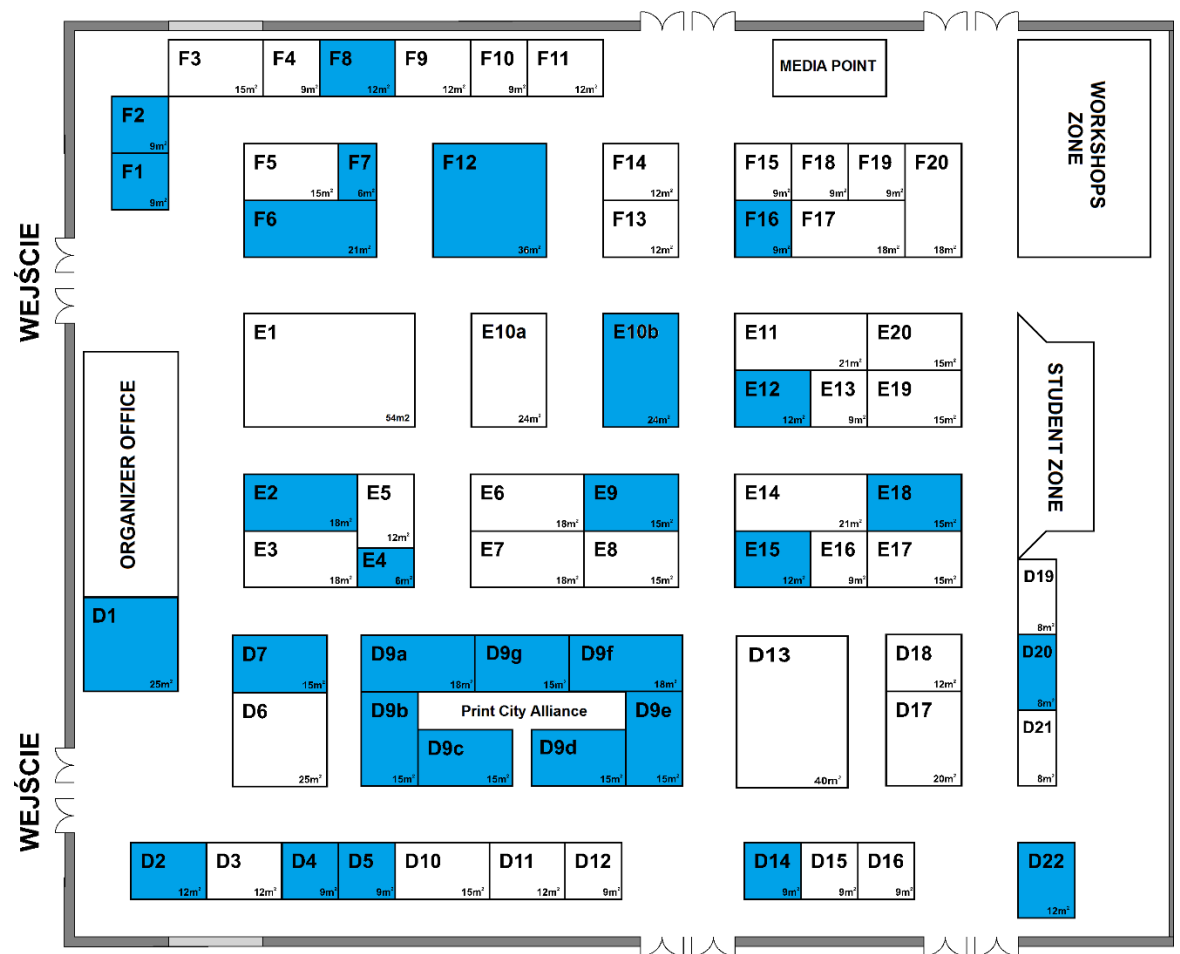 F3
15m²
F4
9m²
F8
12m²
F9
12m²
F10
9m²
F11
12m²
MEDIA POINT
WORKSHOPS
ZONE
F2
9m²
F1
9m²
F5
15m²
F7
6m²
F6
21m²
F12
36m²
F14
12m²
F13
12m²
F15
9m²
F18
9m²
F19
9m²
F20
18m²
F16
9m²
F17
18m²
WEJŚCIE
E1
54m2
E10a
24m²
E10b
24m²
E11
21m²
E20
15m²
E12
12m²
E13
9m²
E19
15m²
ORGANIZER OFFICE
STUDENT ZONE
E2
18m²
E5
12m²
E3
18m²
E4
6m²
E6
18m²
E9
15m²
E7
18m²
E8
15m²
E14
21m²
E18
15m²
E15
12m²
E16
9m²
E17
15m²
D1
25m²
D19
8m²
D20
8m²
D21
8m²
D7
15m²
D6
25m²
D9a
18m²
D9g
15m²
D9f
18m²
D9b
15m²
Print City Alliance
D9e
15m²
D9c
15m²
D9d
15m²
D13
40m²
D18
12m²
D17
20m²
WEJŚCIE
D2
12m²
D3
12m²
D4
9m²
D5
9m²
D10
15m²
D11
12m²
D12
9m²
D14
9m²
D15
9m²
D16
9m²
D22
12m²